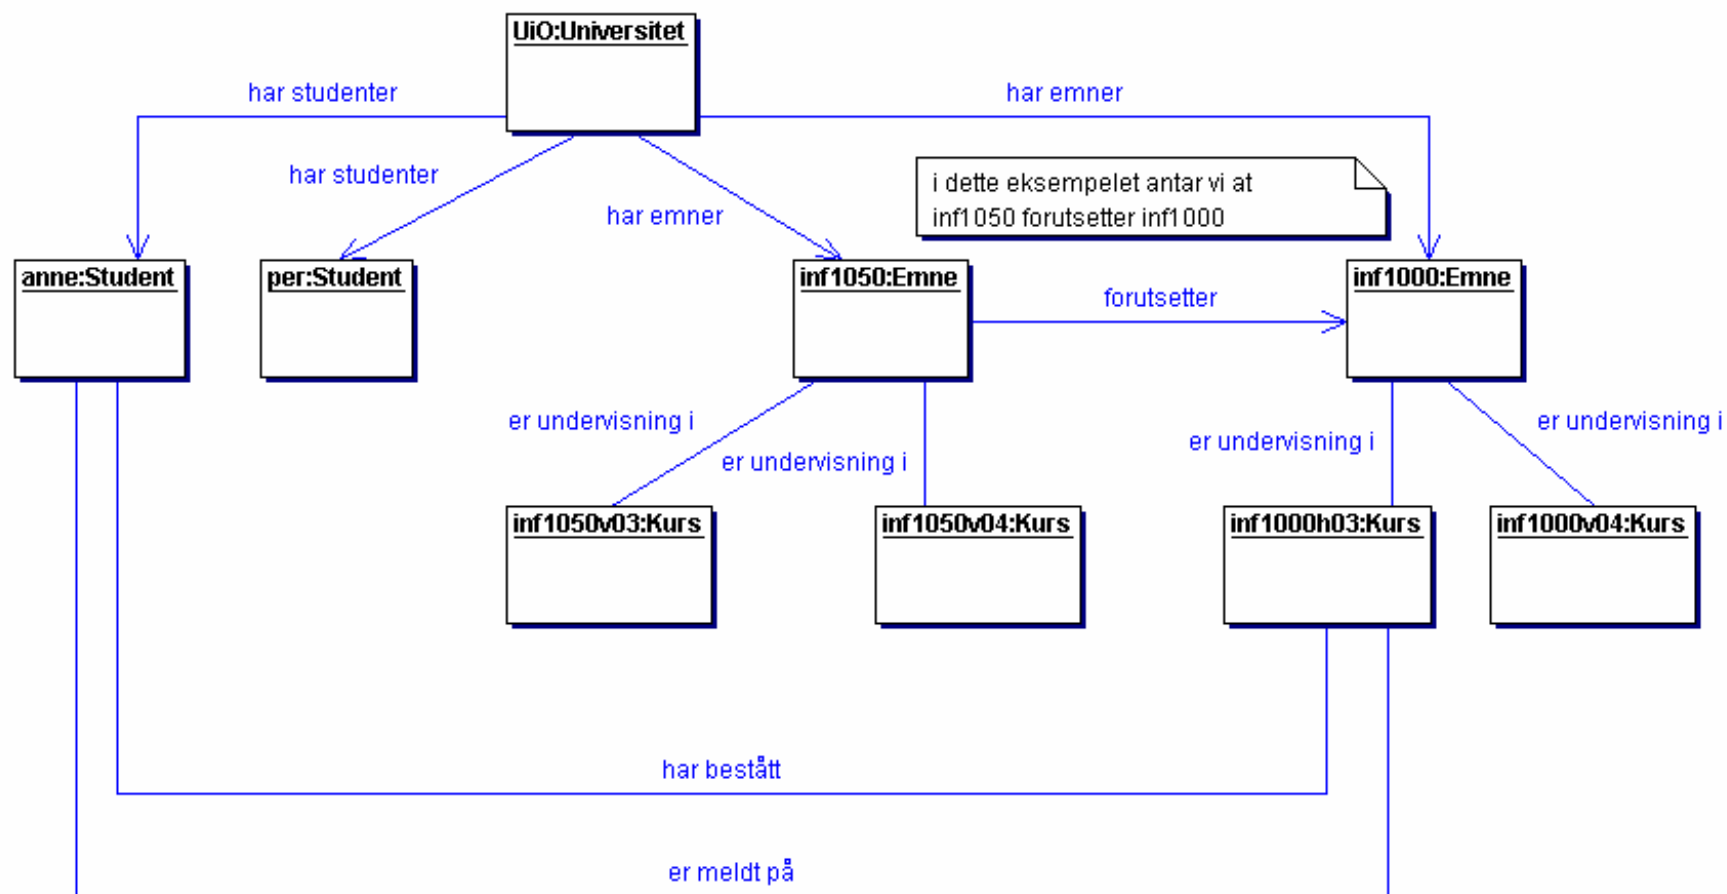 UiO:Universitet
har studenter
har emner
har studenter
har emner
i dette eksempelet antar vi at
inf1050 forutsetter inf1000
anne:Student
per:Student
inf1050:Emne
inf1000:Emne
forutsetter
er undervisning i
er undervisning i
er undervisning i
er undervisning i
inf1050v03:Kurs
inf1050v04:Kurs
inf1000h03:Kurs
inf1000v04:Kurs
har bestått
er meldt på